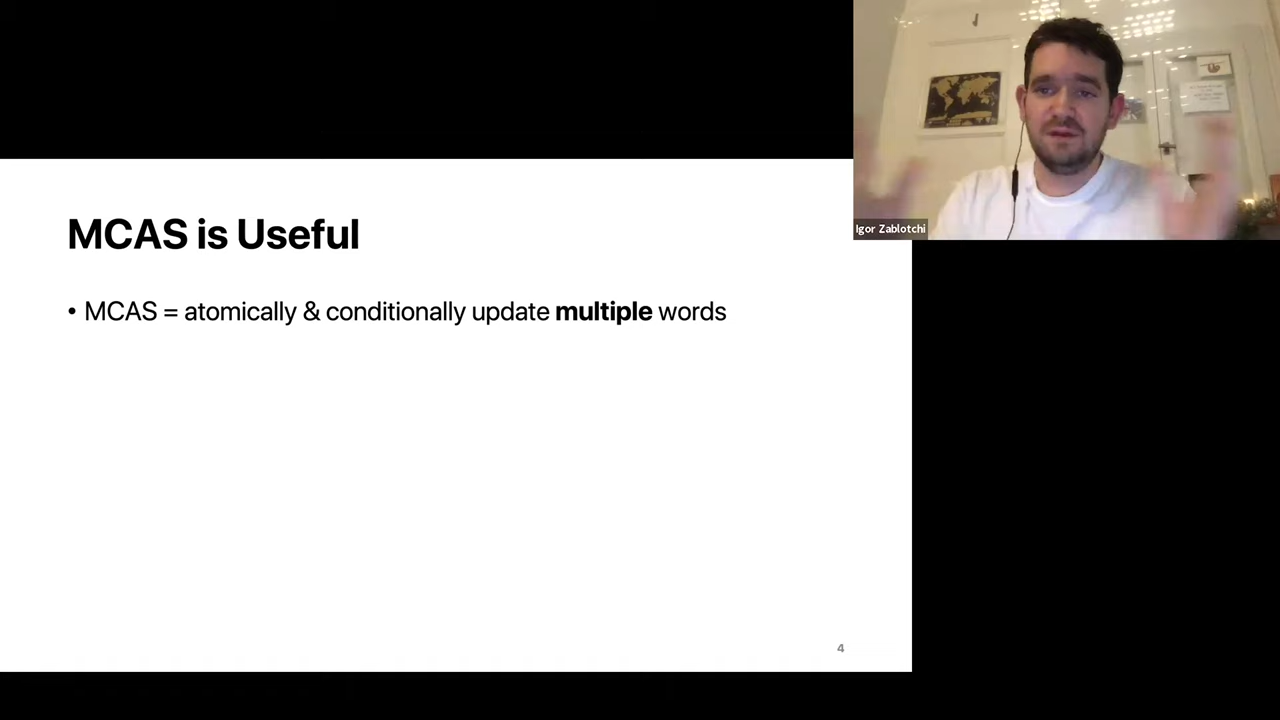 Igor Zablotchi
MCAS is Useful
• MCAS = atomically & conditionally update multiple words
4